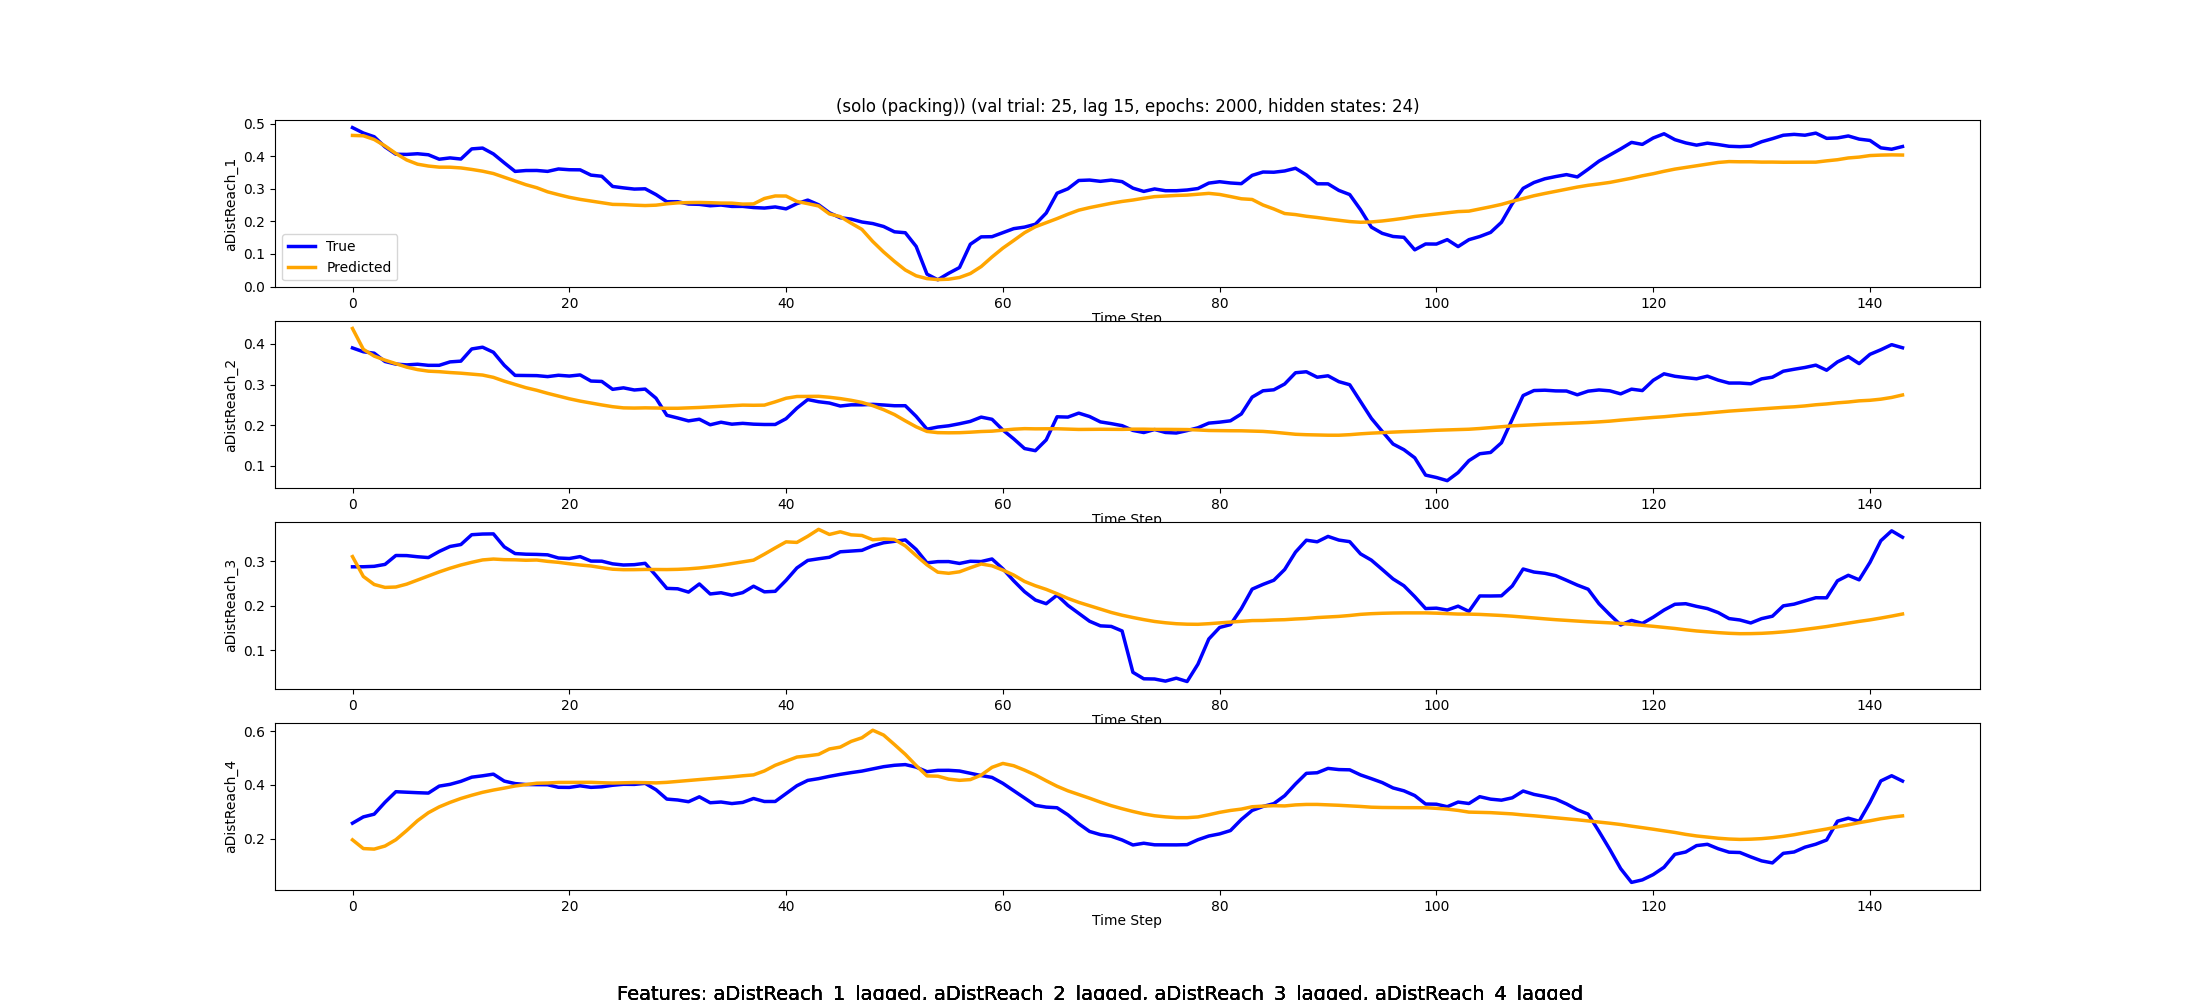 (solo (packing)) (val trial: 25, lag 15, epochs: 2000, hidden states: 24)
0.5
0.4
0.3
0.2
0.1
0.0
aDistReach_1
True
Predicted
0 20 40 60 80 100 120 140
Time Step
0.4
0.3
0.2
0.1
aDistReach_2
0 20 40 60 80 100 120 140
Time Step
0.3
0.2
0.1
aDistReach_3
0 20 40 60 80 100 120 140
Time Step
0.6
0.4
0.2
aDistReach_4
0 20 40 60 80 100 120 140
Time Step
Features: aDistReach_1_lagged, aDistReach_2_lagged, aDistReach_3_lagged, aDistReach_4_lagged